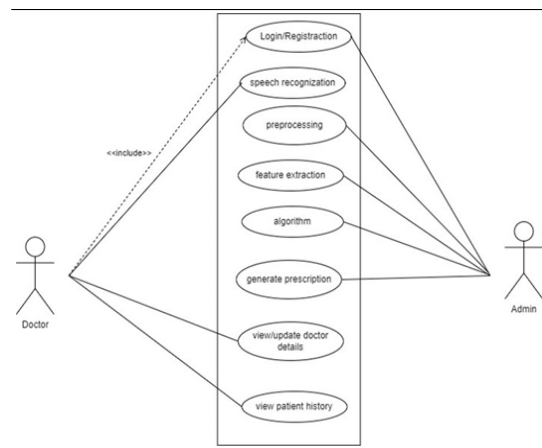 Login/Registraction
speech recognization
preprocessing
<<include>>
feature extraction
algorithm
generate prescription
Doctor
Admin
view/update doctor
details
view patient history